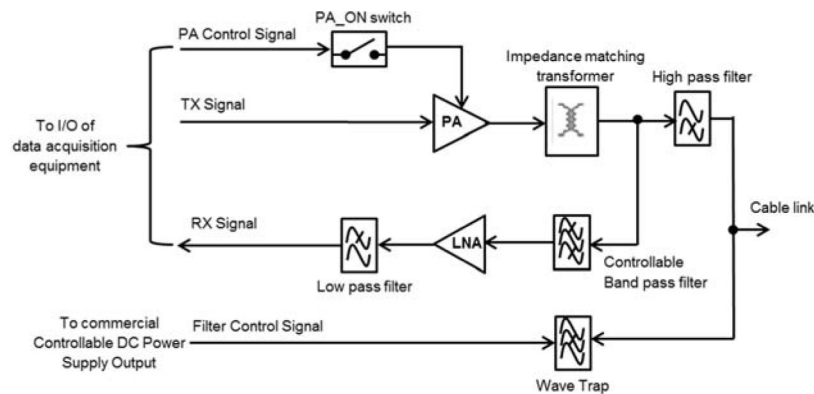 PA_ON switch
PA Control Signal
Impedance matching
transformer
High pass filter
TX Signal
PA
To I/O of
data acquisition
equipment
Cable link
RX Signal
LNA
Low pass filter
Controllable
Band pass filter
To commercial
Controllable DC Power
Supply Output
Filter Control Signal
Wave Trap